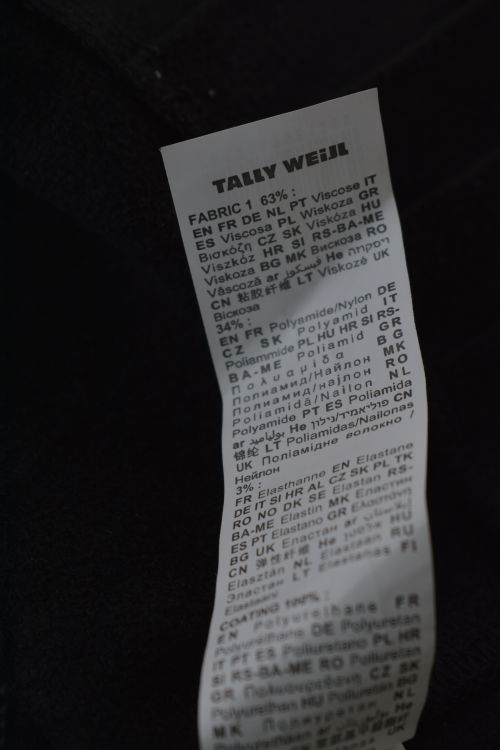 TALLY WEiJL
FABRIC 1 63% :
EN FR DE NL PT Viscose IT
ES Viscosa PL Wiskoza GR
Βισκόζη CZ SK Viskóza HU
Viszkóz HR SI RS-BA-ME
Viskoza BG MK Вискоза RO
Vâscoză ar فيسكوز He ויסקוזה
CN 粘胶纤维 LT Viskozė UK
Віскоза
34% :
EN FR Polyamide/Nylon DE
CZ SK Polyamid IT
Poliammide PL HU HR SI RS-
BA-ME Poliamid BG
Πολυαμίδα GR
Полиамид/Найлон MK
Полиамид/најлон RO
Poliamidă/Nailon NL
Polyamide PT ES Poliamida
ar بولياميد He פוליאמיד/ניילון CN
锦纶 LT Poliamidas/Nailonas
UK Поліамідне волокно /
Нейлон
3% :
FR Elasthanne EN Elastane
DE IT SI HR AL CZ SK PL TK
RO NO DK SE Elastan RS-
BA-ME Elastin MK Еластин
ES PT Elastano GR Ελαστάνη
BG UK Еластан ar إيلاستان
CN 弹性纤维 He אלסטן HU
Elasztán NL Elastaan RU
Эластан LT Elastanas FI
Elastaani
COATING 100% :
EN Polyurethane FR
Polyuréthane DE Polyuretan
IT PT ES Poliuretano PL HR
SI RS-BA-ME RO Poliuretan
GR Πολυουρεθάνη CZ SK
Polyurethan HU Poliuretan BG
MK Полиуретан NL